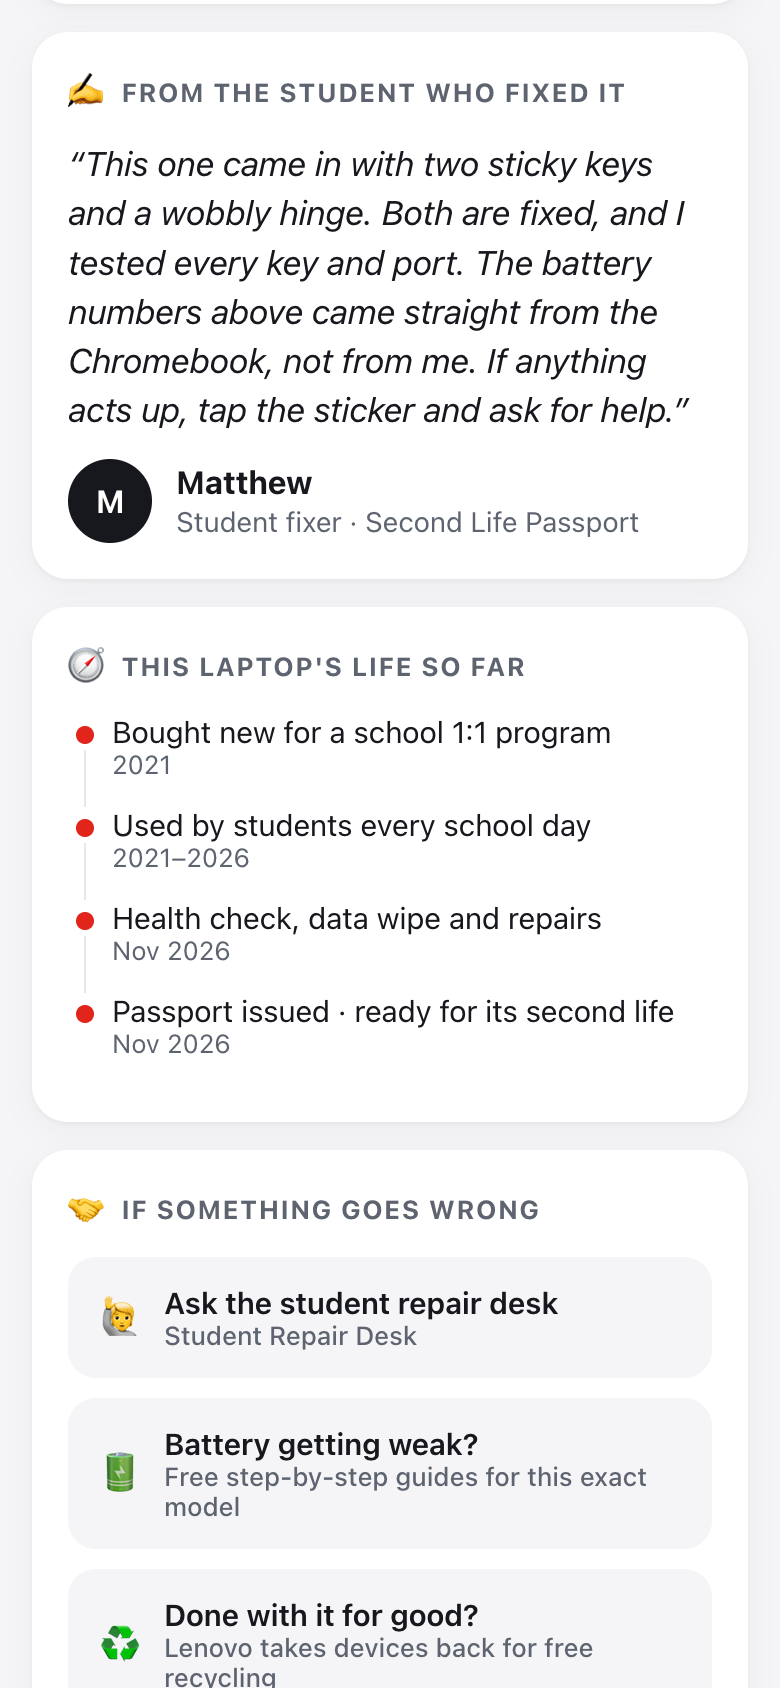 FROM THE STUDENT WHO FIXED IT
“This one came in with two sticky keys
and a wobbly hinge. Both are fixed, and I
tested every key and port. The battery
numbers above came straight from the
Chromebook, not from me. If anything
acts up, tap the sticker and ask for help.”
M
Matthew
Student fixer · Second Life Passport
THIS LAPTOP'S LIFE SO FAR
Bought new for a school 1:1 program
2021
Used by students every school day
2021–2026
Health check, data wipe and repairs
Nov 2026
Passport issued · ready for its second life
Nov 2026
IF SOMETHING GOES WRONG
Ask the student repair desk
Student Repair Desk
Battery getting weak?
Free step-by-step guides for this exact
model
Done with it for good?
Lenovo takes devices back for free
recycling